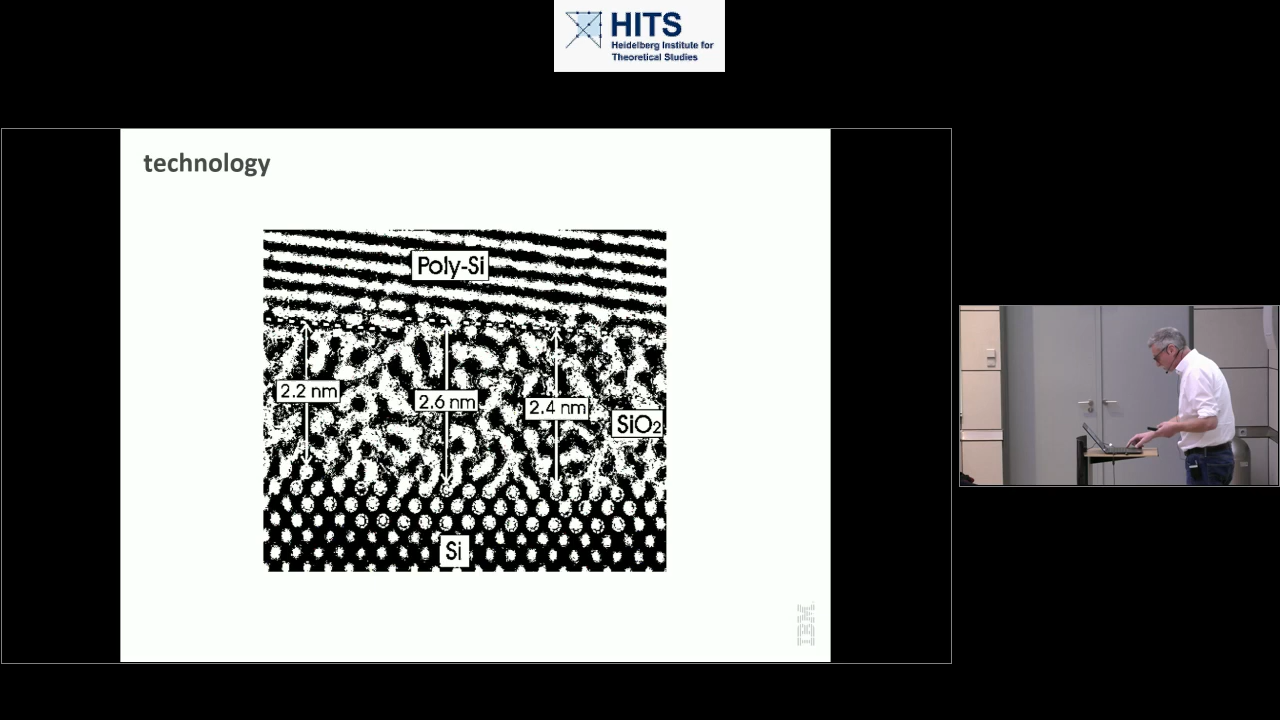 HITS
Heidelberg Institute for
Theoretical Studies
technology
Poly-Si
2.2 nm
2.6 nm
2.4 nm
SiO2
Si
IBM